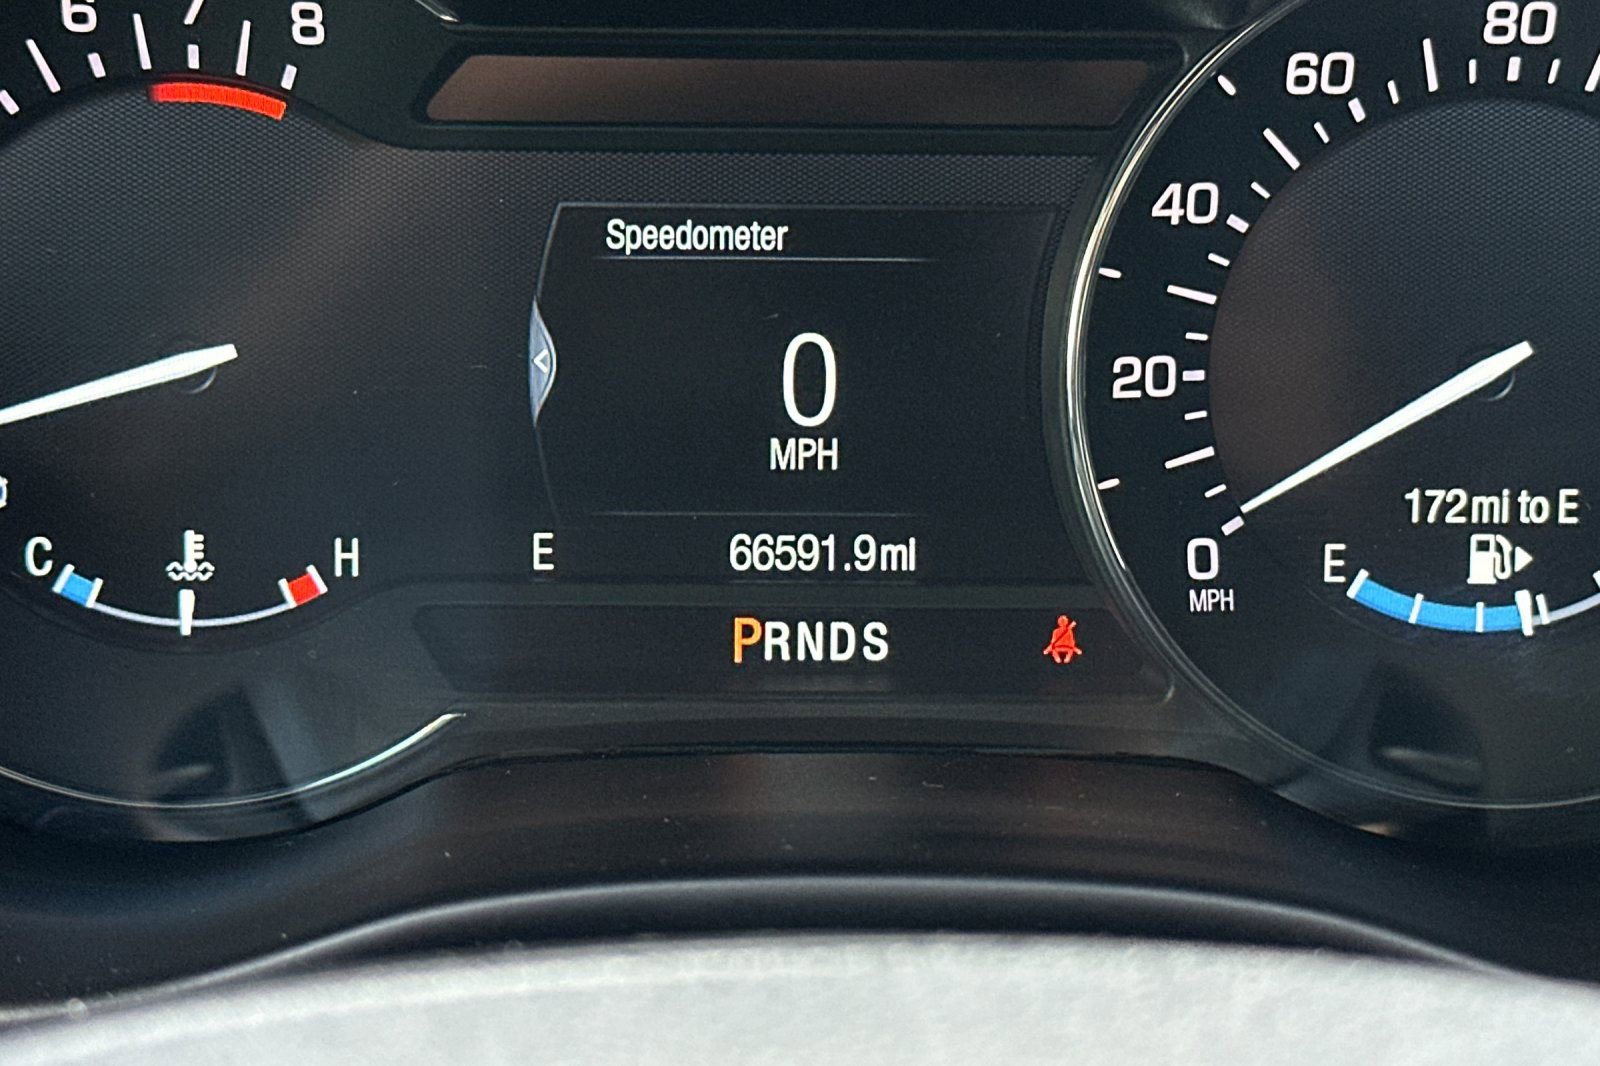 6 7 8
80
60
40
20
0
MPH
Speedometer
0
MPH
E 66591.9mi
PRNDS
C H
172mi to E
E